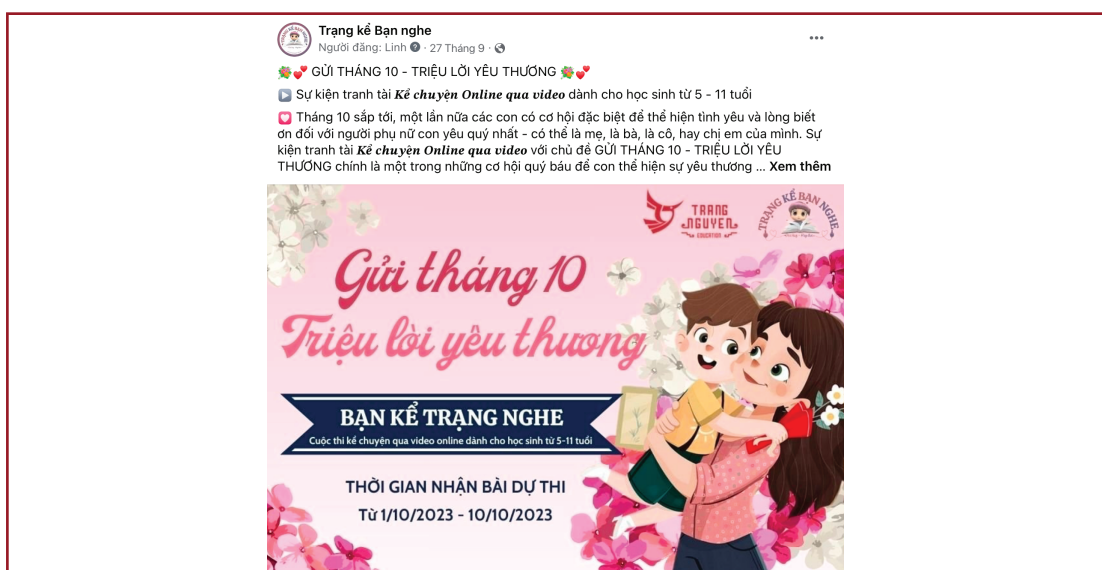 Trạng kể Bạn nghe
Người đăng: Linh · 27 Tháng 9 ·
💐💕 GỬI THÁNG 10 - TRIỆU LỜI YÊU THƯƠNG 💐💕
▶️ Sự kiện tranh tài Kể chuyện Online qua video dành cho học sinh từ 5 - 11 tuổi
💟 Tháng 10 sắp tới, một lần nữa các con có cơ hội đặc biệt để thể hiện tình yêu và lòng biết
ơn đối với người phụ nữ con yêu quý nhất - có thể là mẹ, là bà, là cô, hay chị em của mình. Sự
kiện tranh tài Kể chuyện Online qua video với chủ đề GỬI THÁNG 10 - TRIỆU LỜI YÊU
THƯƠNG chính là một trong những cơ hội quý báu để con thể hiện sự yêu thương ... Xem thêm
TRANG
NGUYEN
EDUCATION
TRẠNG KỂ BẠN NGHE
Gửi tháng 10
Triệu lời yêu thương
BẠN KỂ TRẠNG NGHE
Cuộc thi kể chuyện qua video online dành cho học sinh từ 5-11 tuổi
THỜI GIAN NHẬN BÀI DỰ THI
Từ 1/10/2023 - 10/10/2023